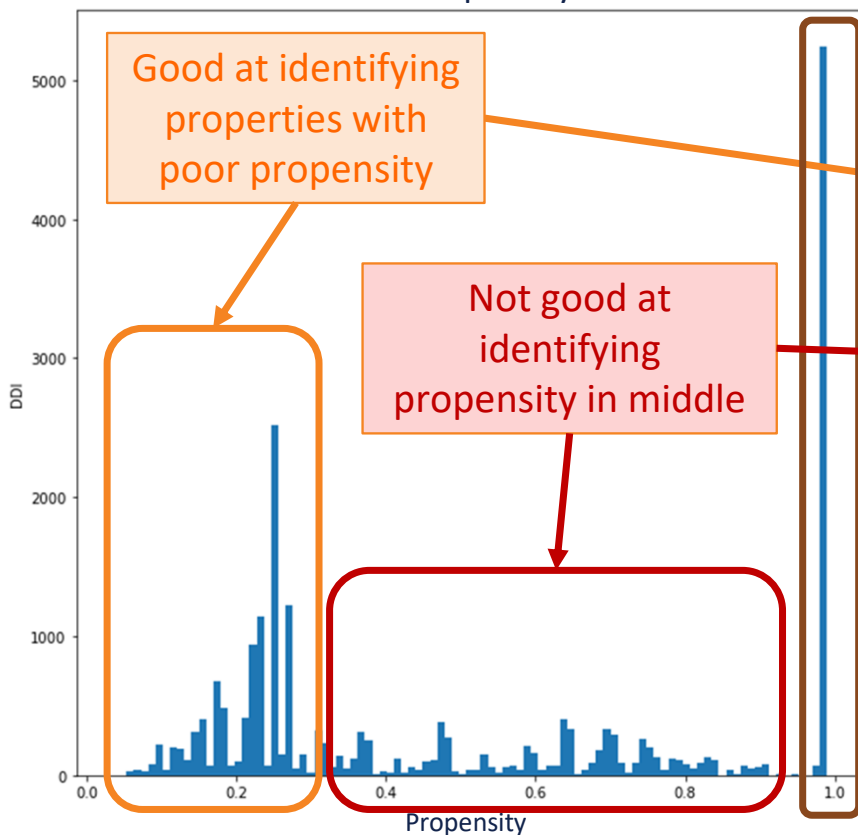 Good at identifying
properties with
poor propensity
Not good at
identifying
propensity in middle
5000
4000
3000
2000
1000
0
DDI
0.0 0.2 0.4 0.6 0.8 1.0
Propensity